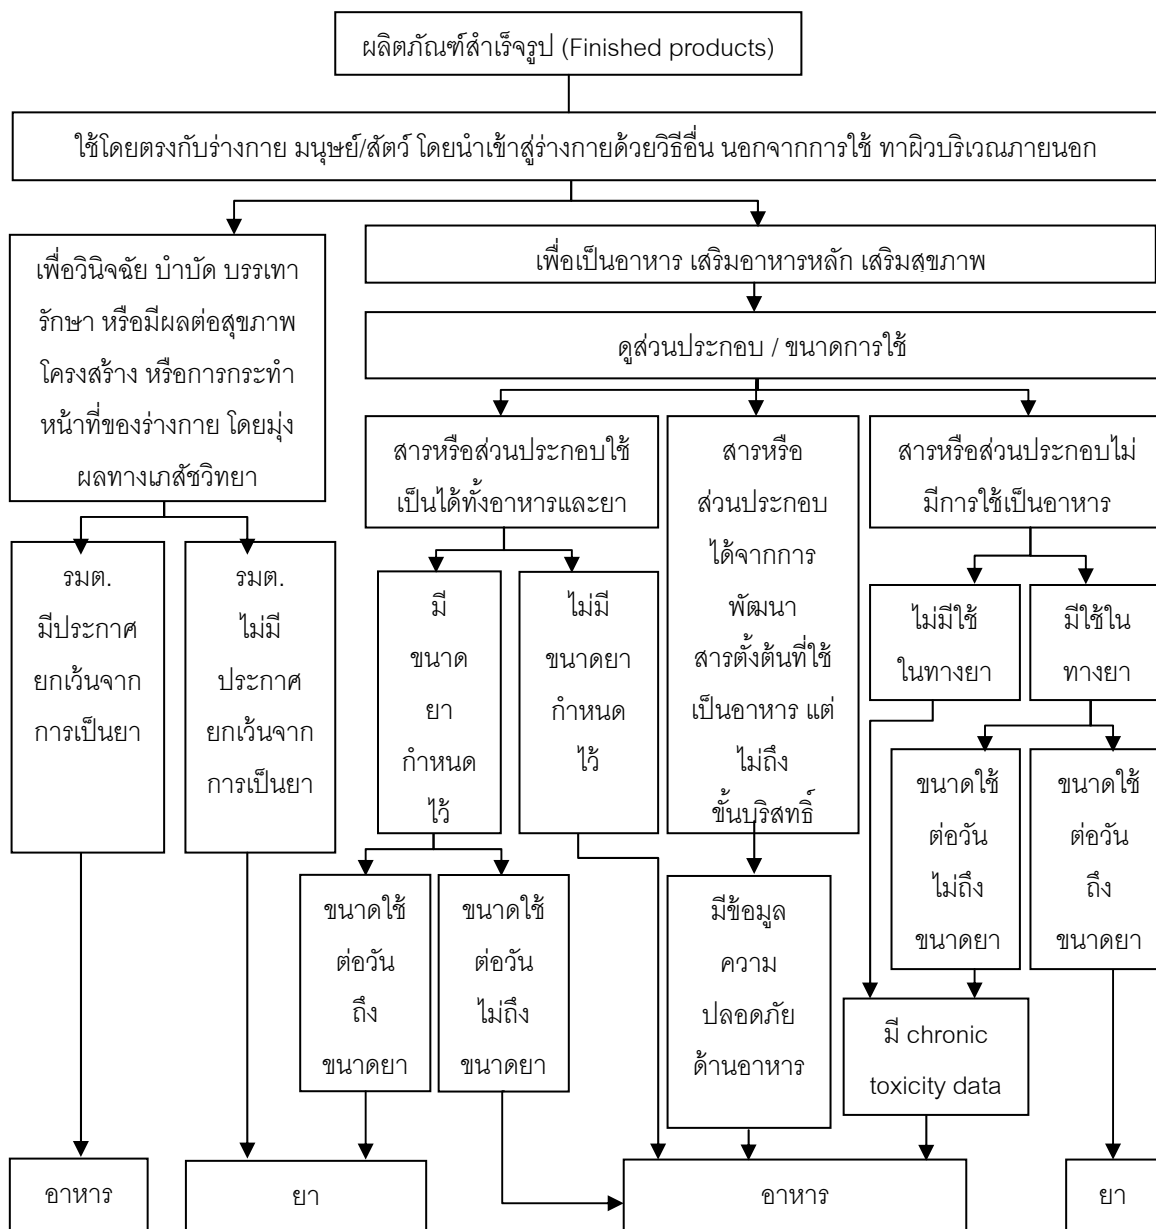 ผลิตภัณฑ์สำเร็จรูป (Finished products)
ใช้โดยตรงกับร่างกาย มนุษย์/สัตว์ โดยนำเข้าสู่ร่างกายด้วยวิธีอื่น นอกจากการใช้ ทาผิวบริเวณภายนอก
เพื่อวินิจฉัย บำบัด บรรเทา
รักษา หรือมีผลต่อสุขภาพ
โครงสร้าง หรือการกระทำ
หน้าที่ของร่างกาย โดยมุ่ง
ผลทางเภสัชวิทยา
เพื่อเป็นอาหาร เสริมอาหารหลัก เสริมสุขภาพ
ดูส่วนประกอบ / ขนาดการใช้
สารหรือส่วนประกอบใช้
เป็นได้ทั้งอาหารและยา
สารหรือ
ส่วนประกอบ
ได้จากการ
พัฒนา
สารตั้งต้นที่ใช้
เป็นอาหาร แต่
ไม่ถึง
ขั้นบริสุทธิ์
สารหรือส่วนประกอบไม่
มีการใช้เป็นอาหาร
รมต.
มีประกาศ
ยกเว้นจาก
การเป็นยา
รมต.
ไม่มี
ประกาศ
ยกเว้นจาก
การเป็นยา
มี
ขนาด
ยา
กำหนด
ไว้
ไม่มี
ขนาดยา
กำหนด
ไว้
ไม่มีใช้
ในทางยา
มีใช้ใน
ทางยา
ขนาดใช้
ต่อวัน
ถึง
ขนาดยา
ขนาดใช้
ต่อวัน
ไม่ถึง
ขนาดยา
มีข้อมูล
ความ
ปลอดภัย
ด้านอาหาร
ขนาดใช้
ต่อวัน
ไม่ถึง
ขนาดยา
ขนาดใช้
ต่อวัน
ถึง
ขนาดยา
มี chronic
toxicity data
อาหาร
ยา
อาหาร
ยา